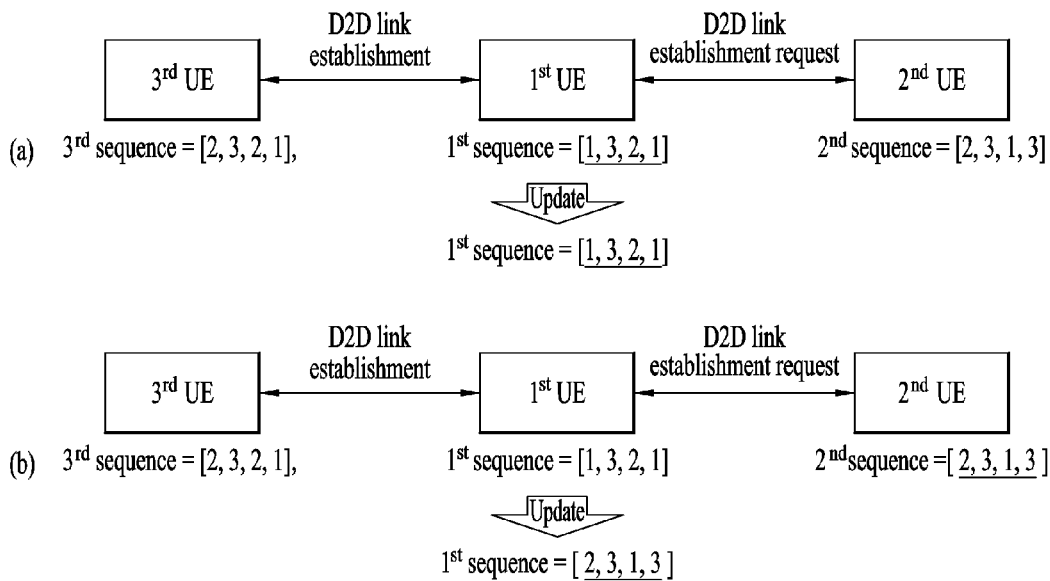 D2D link D2D link
establishment establishment request
3rd UE 1st UE 2nd UE
(a) 3rd sequence = [2, 3, 2, 1], 1st sequence = [1, 3, 2, 1] 2nd sequence = [2, 3, 1, 3]
Update
1st sequence = [1, 3, 2, 1]
D2D link D2D link
establishment establishment request
3rd UE 1st UE 2nd UE
(b) 3rd sequence = [2, 3, 2, 1], 1st sequence = [1, 3, 2, 1] 2nd sequence =[ 2, 3, 1, 3 ]
Update
1st sequence = [ 2, 3, 1, 3 ]